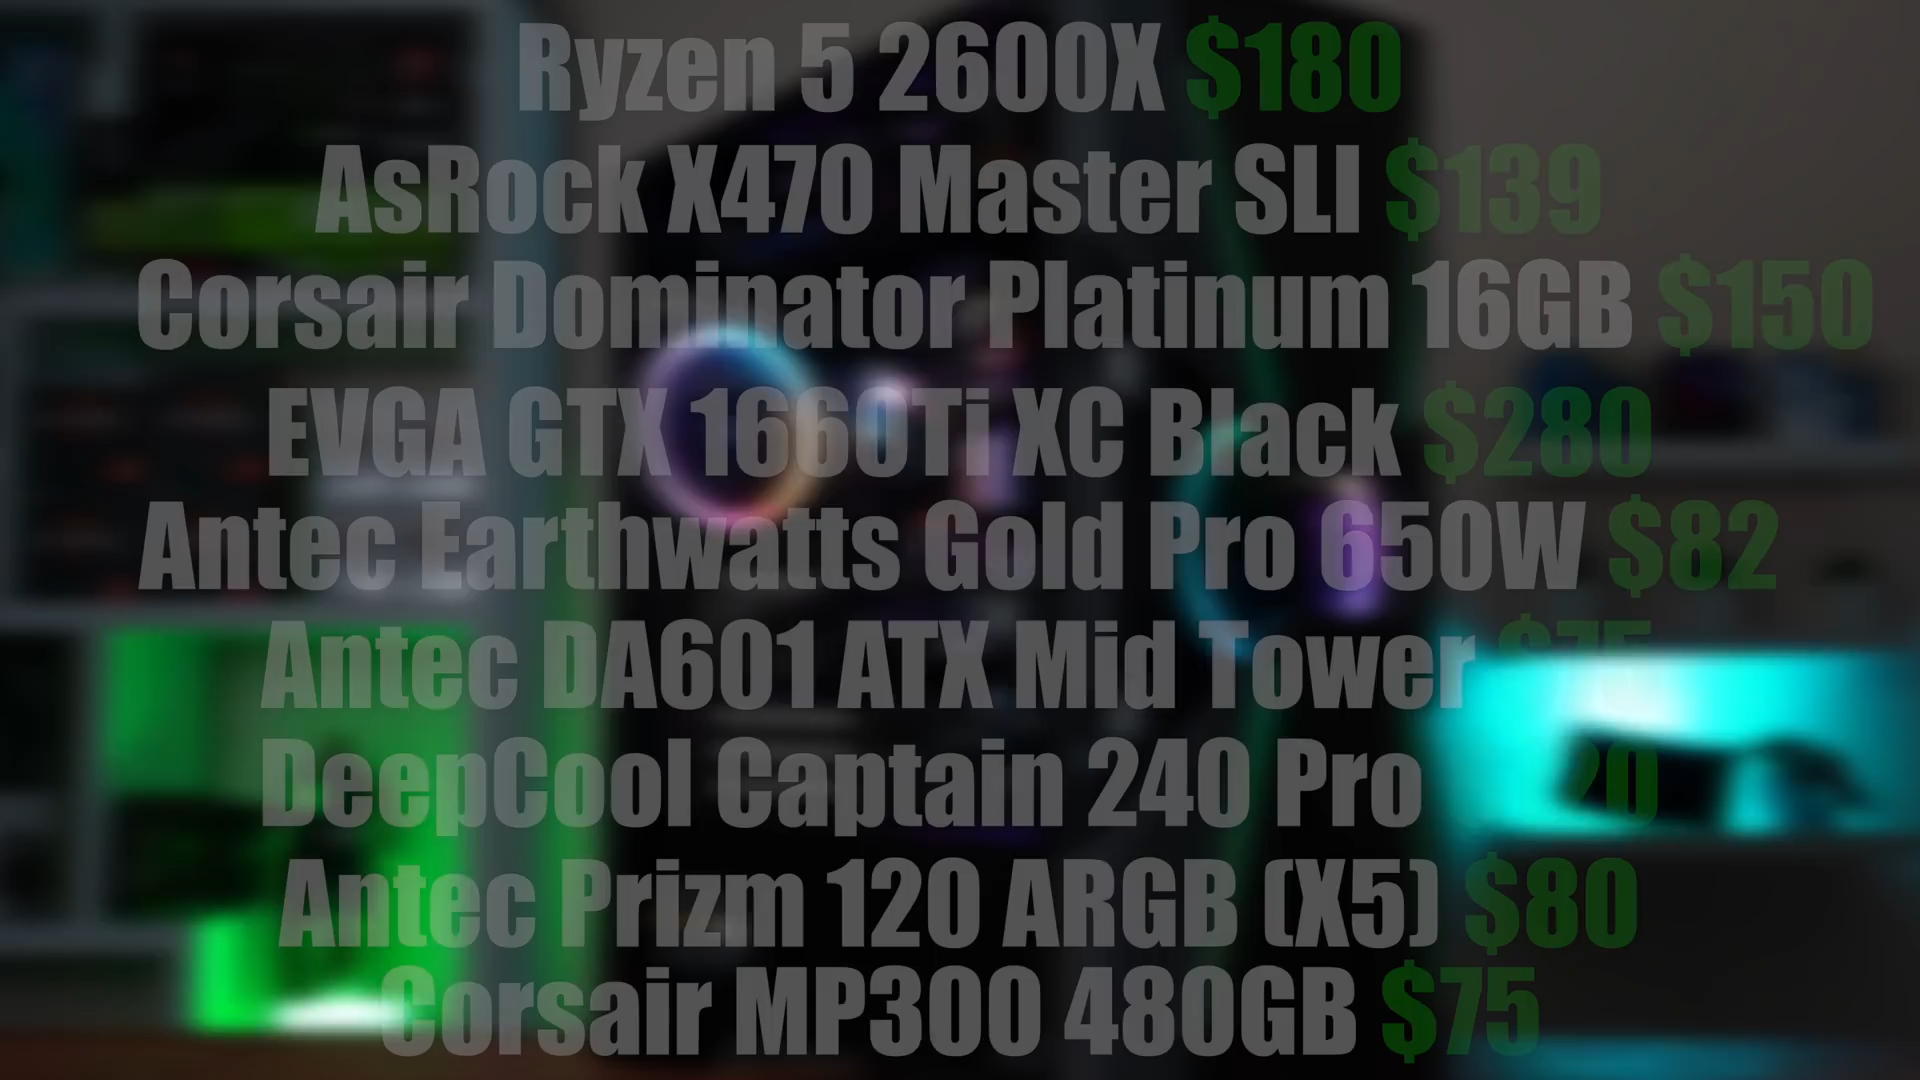 Ryzen 5 2600X $180
AsRock X470 Master SLI $139
Corsair Dominator Platinum 16GB $150
EVGA GTX 1660Ti XC Black $280
Antec Earthwatts Gold Pro 650W $82
Antec DA601 ATX Mid Tower
DeepCool Captain 240 Pro
Antec Prizm 120 ARGB (X5) $80
Corsair MP300 480GB $75